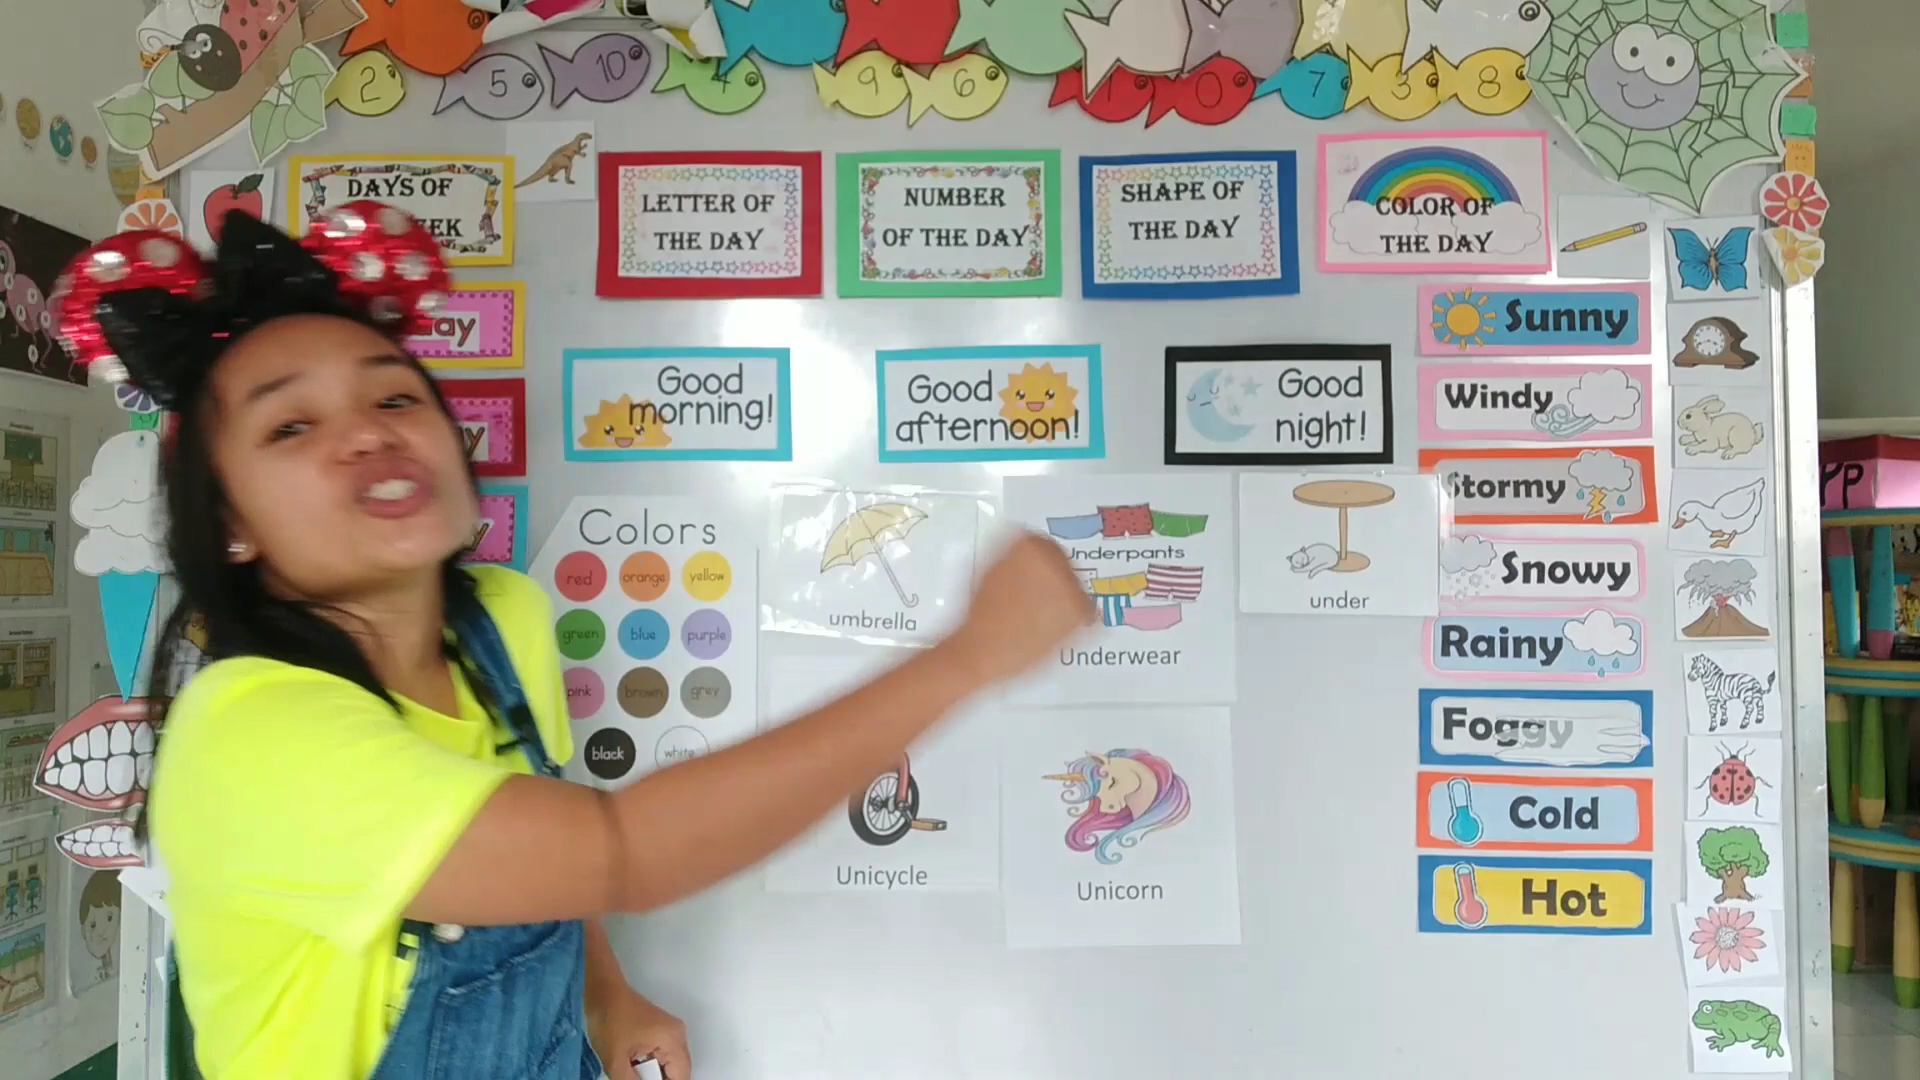 2
5
10
4
9
6
1
0
7
3
8
DAYS OF
LETTER OF
THE DAY
NUMBER
OF THE DAY
SHAPE OF
THE DAY
COLOR OF
THE DAY
Good
morning!
Good
afternoon!
Good
night!
Sunny
Windy
Stormy
Snowy
Rainy
Foggy
Cold
Hot
Colors
red
orange
yellow
green
blue
purple
pink
brown
grey
black
white
umbrella
Underpants
Underwear
under
Unicycle
Unicorn
PP